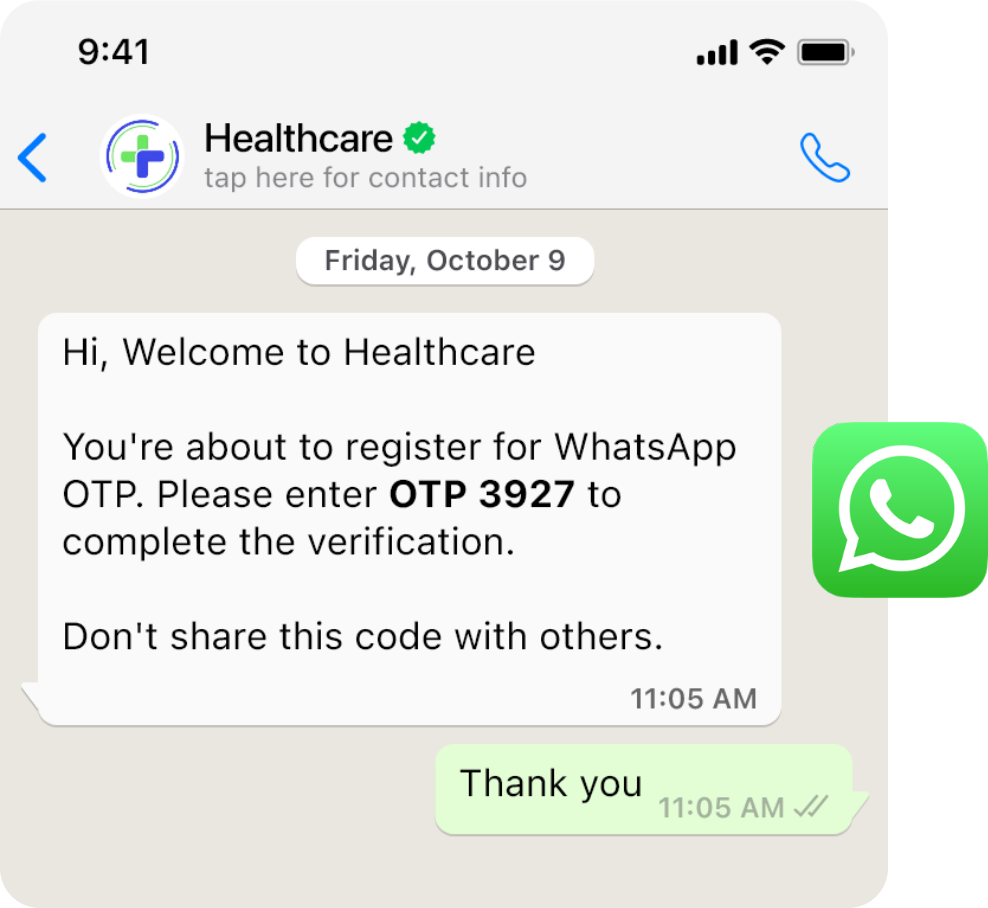 9:41
Healthcare
tap here for contact info
Friday, October 9
Hi, Welcome to Healthcare
You're about to register for WhatsApp
OTP. Please enter OTP 3927 to
complete the verification.
Don't share this code with others.
11:05 AM
Thank you
11:05 AM